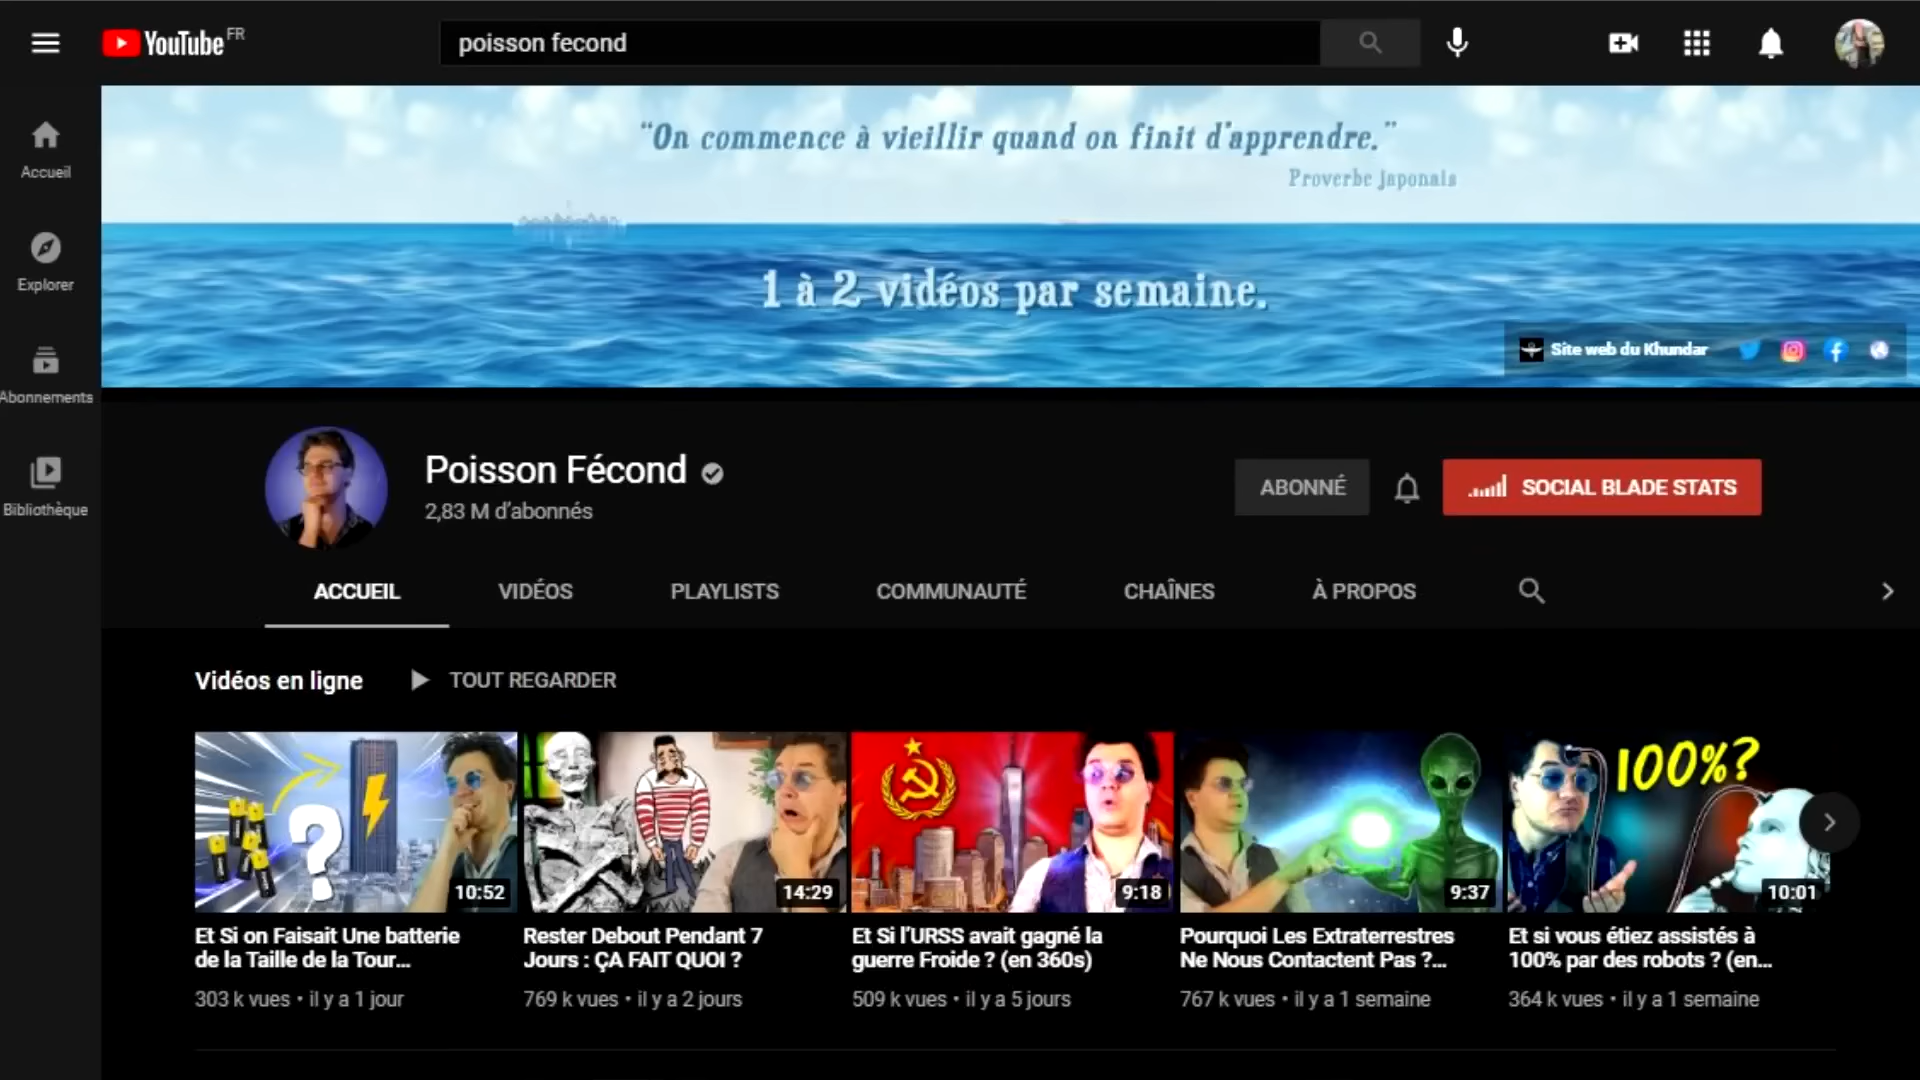 YouTube FR
poisson fecond
Accueil
Explorer
Abonnements
Bibliothèque
“On commence à vieillir quand on finit d'apprendre.”
Proverbe Japonais
1 à 2 vidéos par semaine.
Site web du Khundar
Poisson Fécond
2,83 M d’abonnés
ABONNÉ
SOCIAL BLADE STATS
ACCUEIL
VIDÉOS
PLAYLISTS
COMMUNAUTÉ
CHAÎNES
À PROPOS
Vidéos en ligne
TOUT REGARDER
?
10:52
14:29
9:18
9:37
100%?
10:01
Et Si on Faisait Une batterie
de la Taille de la Tour...
303 k vues • il y a 1 jour
Rester Debout Pendant 7
Jours : ÇA FAIT QUOI ?
769 k vues • il y a 2 jours
Et Si l’URSS avait gagné la
guerre Froide ? (en 360s)
509 k vues • il y a 5 jours
Pourquoi Les Extraterrestres
Ne Nous Contactent Pas ?...
767 k vues • il y a 1 semaine
Et si vous étiez assistés à
100% par des robots ? (en...
364 k vues • il y a 1 semaine